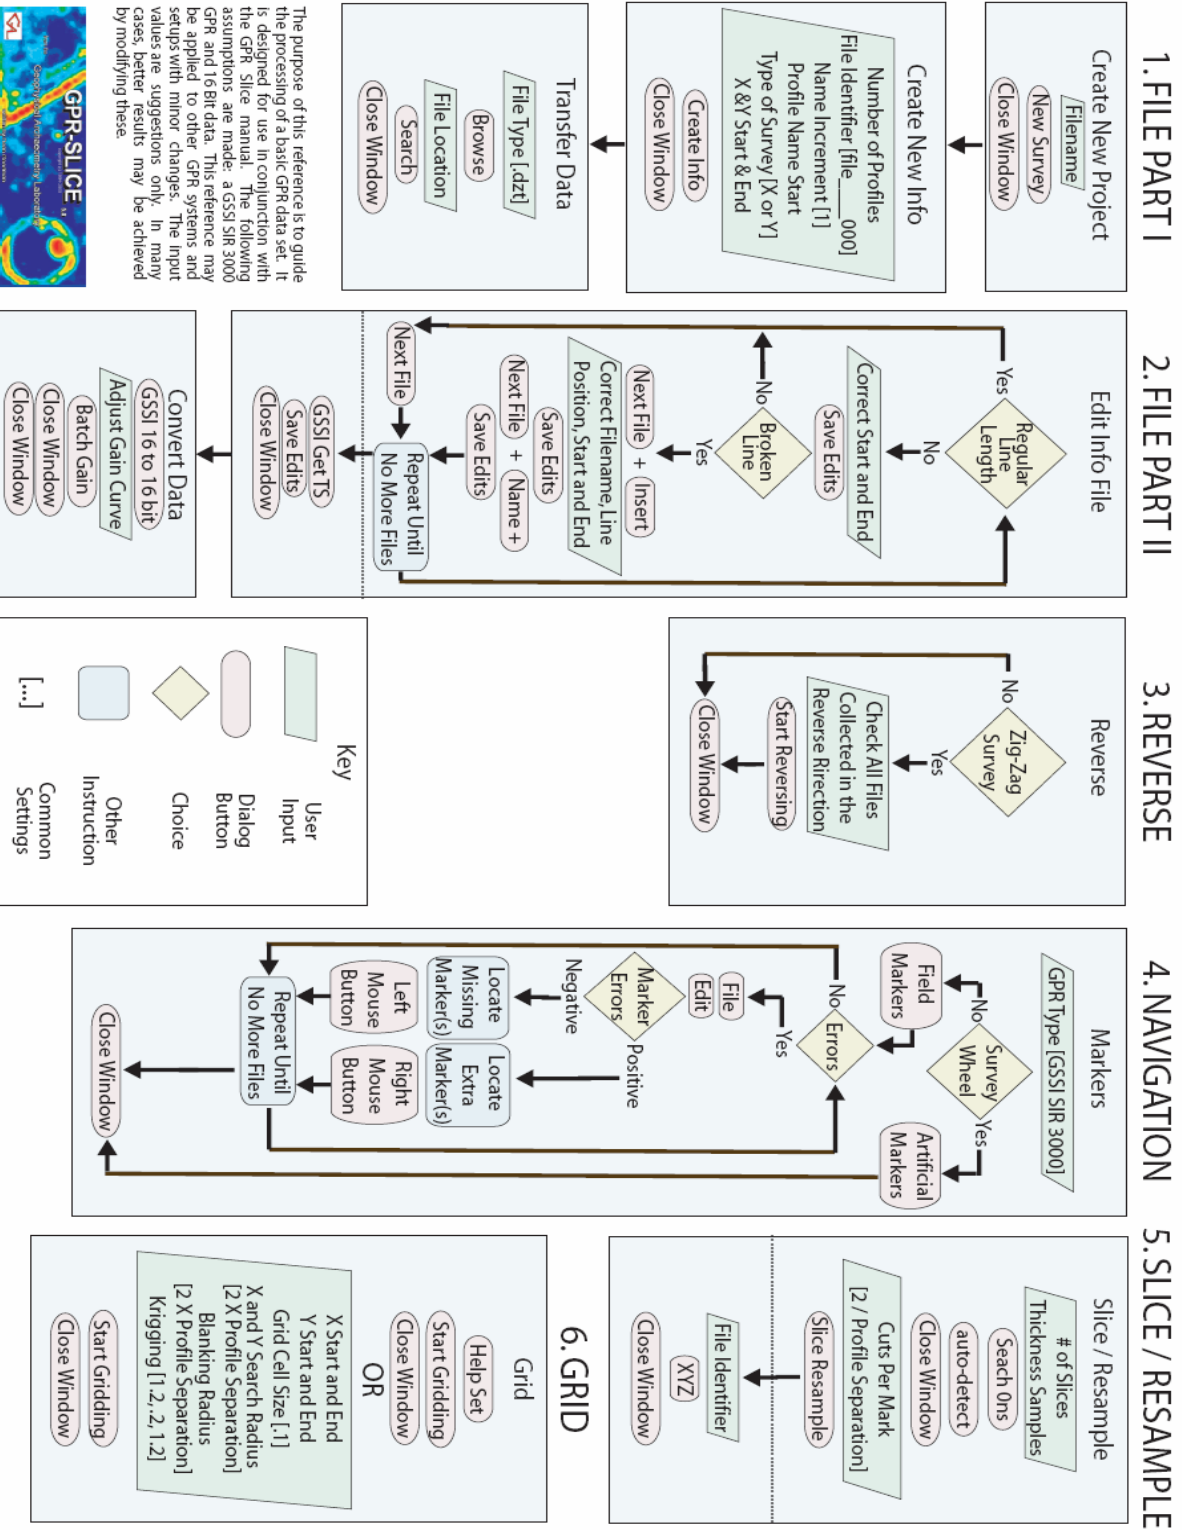 1. FILE PART I
Create New Project
Filename
New Survey
Close Window
Create New Info
Number of Profiles
File Identifier [file____000]
Name Increment [1]
Profile Name Start
Type of Survey [X or Y]
X &Y Start & End
Create Info
Close Window
Transfer Data
File Type [.dzt]
Browse
File Location
Search
Close Window
The purpose of this reference is to guide
the processing of a basic GPR data set. It
is designed for use in conjunction with
the GPR Slice manual. The following
assumptions are made: a GSSI SIR 3000
GPR and 16 Bit data. This reference may
be applied to other GPR systems and
setups with minor changes. The input
values are suggestions only. In many
cases, better results may be achieved
by modifying these.
GPR-SLICE
Geophysical Archaeometry Laboratory
2. FILE PART II
Edit Info File
Regular
Line
Length
Yes
No
Correct Start and End
Save Edits
Broken
Line
No
Yes
Next File + Insert
Correct Filename, Line
Position, Start and End
Save Edits
Next File + Name +
Save Edits
Next File
Repeat Until
No More Files
GSSI Get TS
Save Edits
Close Window
Convert Data
GSSI 16 to 16 bit
Adjust Gain Curve
Batch Gain
Close Window
Close Window
3. REVERSE
Reverse
Zig-Zag
Survey
No
Yes
Check All Files
Collected in the
Reverse Rirection
Start Reversing
Close Window
Key
User
Input
Dialog
Button
Choice
Other
Instruction
[...]
Common
Settings
4. NAVIGATION
Markers
GPR Type [GSSI SIR 3000]
Survey
Wheel
No
Yes
Field
Markers
Artificial
Markers
Errors
No
Yes
File
Edit
Marker
Errors
Negative
Positive
Locate
Missing
Marker(s)
Locate
Extra
Marker(s)
Left
Mouse
Button
Right
Mouse
Button
Repeat Until
No More Files
Close Window
5. SLICE / RESAMPLE
Slice / Resample
# of Slices
Thickness Samples
Seach 0ns
auto-detect
Close Window
Cuts Per Mark
[2 / Profile Separation]
Slice Resample
File Identifier
XYZ
Close Window
6. GRID
Grid
Help Set
Start Gridding
Close Window
OR
X Start and End
Y Start and End
Grid Cell Size [.1]
X and Y Search Radius
[2 X Profile Separation]
Blanking Radius
[2 X Profile Separation]
Krigging [1.2, .2, 1.2]
Start Gridding
Close Window